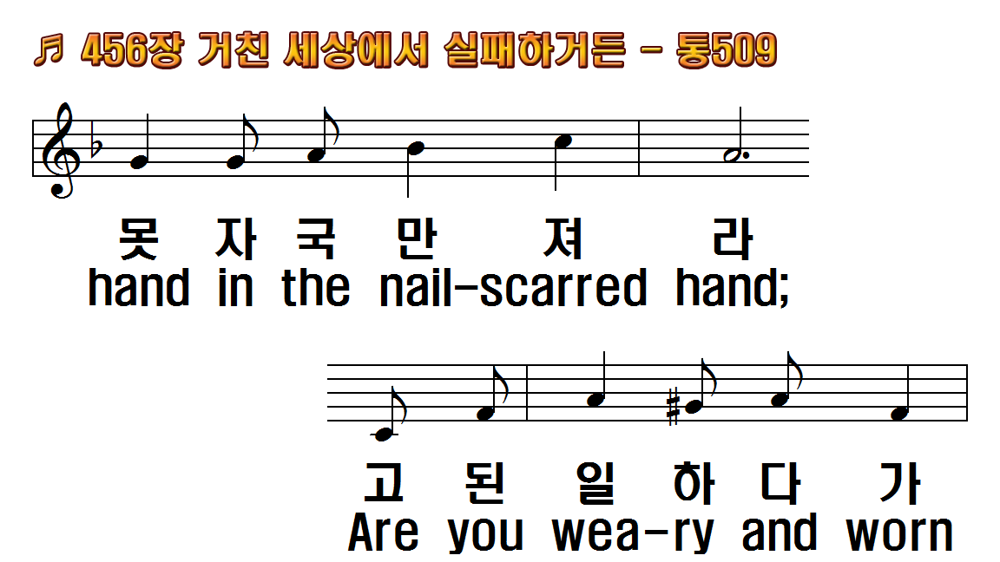 ♬ 456장 거친 세상에서 실패하거든 - 통509
못 자 국 만 져 라
hand in the nail-scarred hand;
고 된 일 하 다 가
Are you wea-ry and worn